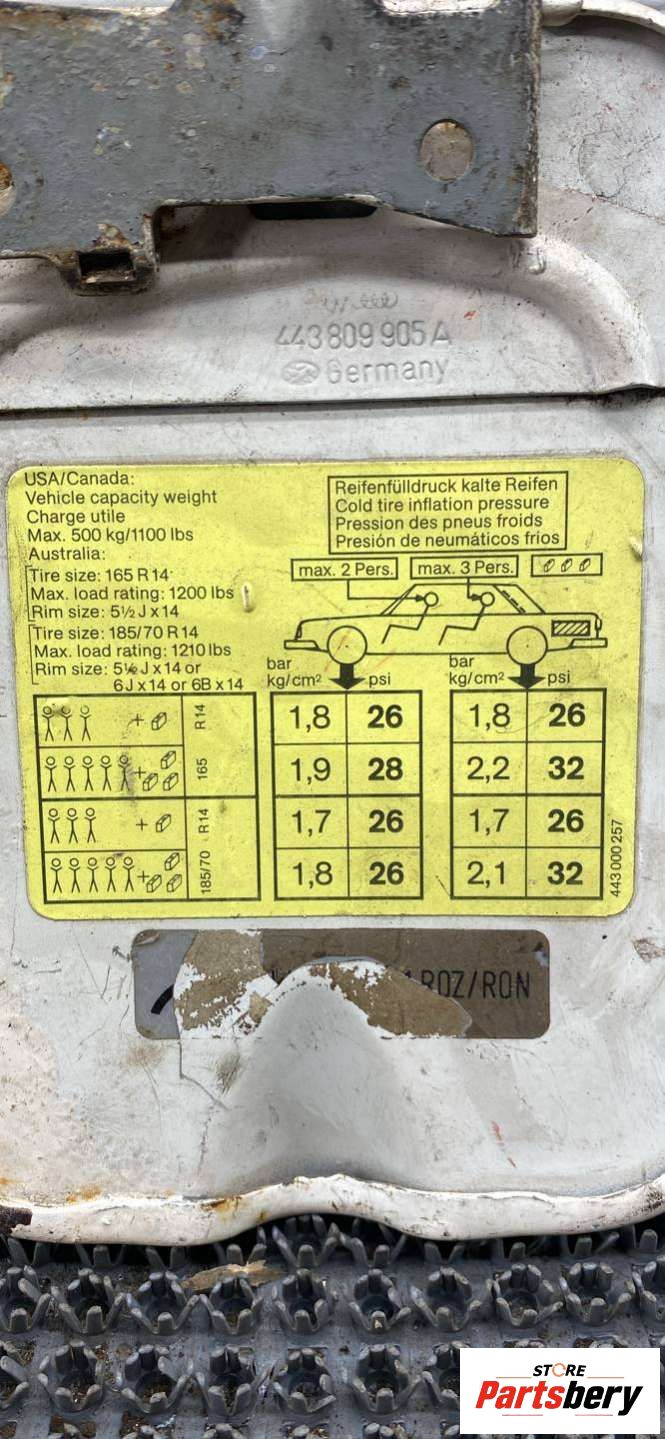 443 809 905 A
Germany
USA/Canada:
Vehicle capacity weight
Charge utile
Max. 500 kg/1100 lbs
Australia:
Tire size: 165 R 14
Max. load rating: 1200 lbs
Rim size: 5½ J x 14
Tire size: 185/70 R 14
Max. load rating: 1210 lbs
Rim size: 5½ J x 14 or
6 J x 14 or 6B x 14
Reifenfülldruck kalte Reifen
Cold tire inflation pressure
Pression des pneus froids
Presión de neumáticos frios
max. 2 Pers. max. 3 Pers.
bar
kg/cm² psi
bar
kg/cm² psi
+ 165 R14
1,8 26 1,8 26
+ 1,9 28 2,2 32
+ 185/70 R14
1,7 26 1,7 26
+ 1,8 26 2,1 32
443 000 257
ROZ/RON
STORE
Partsbery